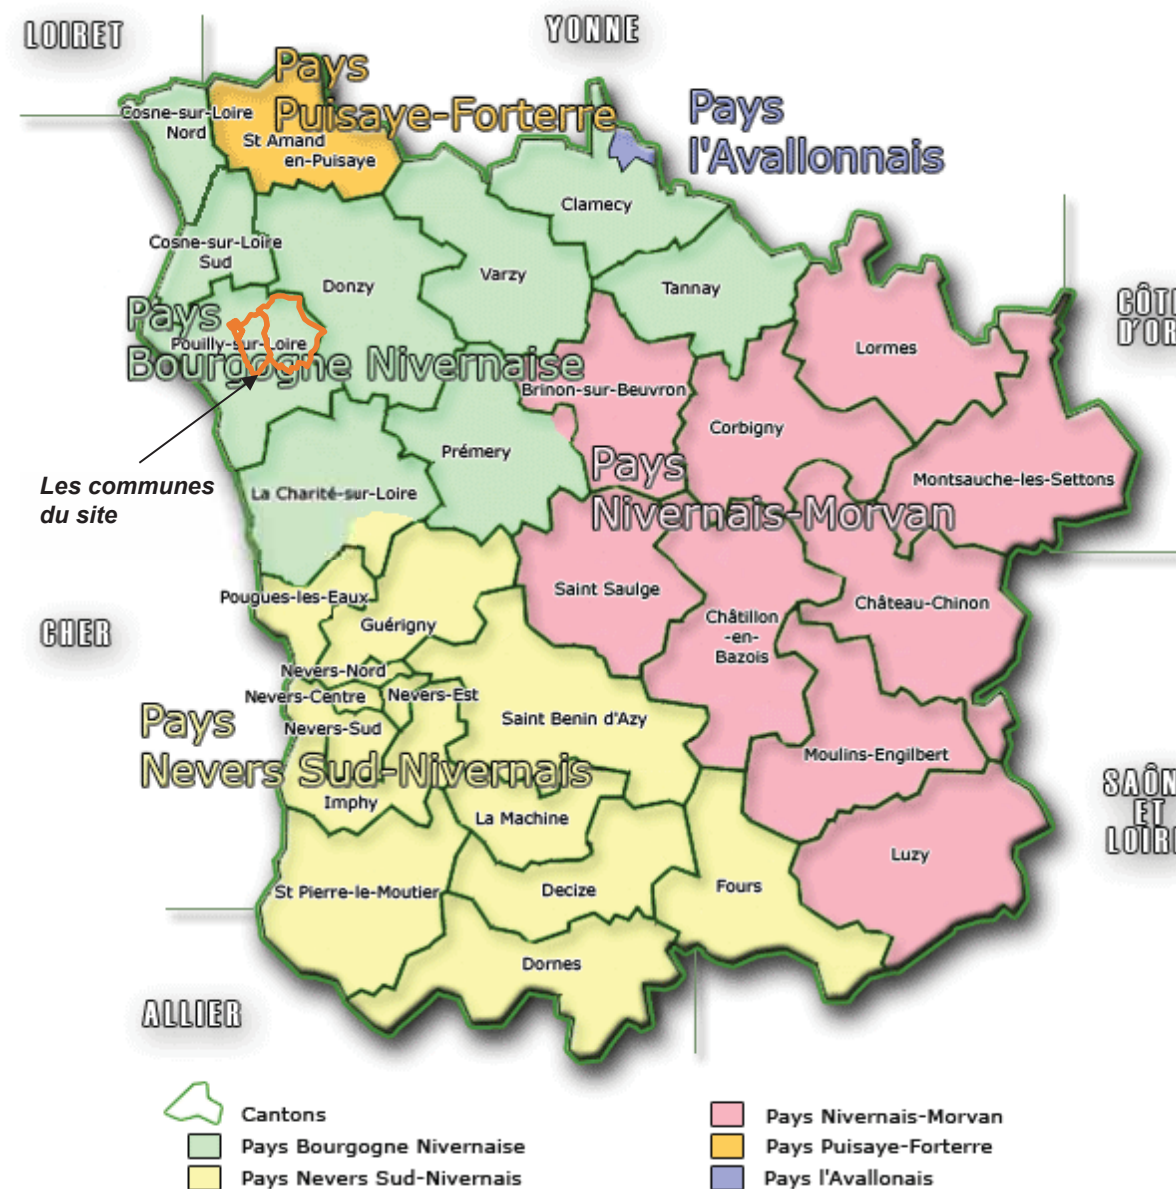 LOIRET
YONNE
Pays
Puisaye-Forterre
Pays
l'Avallonnais
Cosne-sur-Loire
Nord
St Amand
en-Puisaye
Clamecy
Cosne-sur-Loire
Sud
Donzy
Varzy
Tannay
CÔTE
D'OR
Pays
Bourgogne Nivernaise
Pouilly-sur-Loire
Lormes
Brinon-sur-Beuvron
Corbigny
Prémery
Montsauche-les-Settons
Les communes
du site
La Charité-sur-Loire
Pays
Nivernais-Morvan
Saint Saulge
Châtillon
-en-
Bazois
Château-Chinon
CHER
Pougues-les-Eaux
Guérigny
Nevers-Nord
Nevers-Centre
Nevers-Est
Nevers-Sud
Saint Benin d'Azy
Pays
Nevers Sud-Nivernais
Moulins-Engilbert
SAÔN
ET
LOIR
Imphy
La Machine
Luzy
St Pierre-le-Moutier
Decize
Fours
Dornes
ALLIER
Cantons
Pays Bourgogne Nivernaise
Pays Nevers Sud-Nivernais
Pays Nivernais-Morvan
Pays Puisaye-Forterre
Pays l'Avallonais